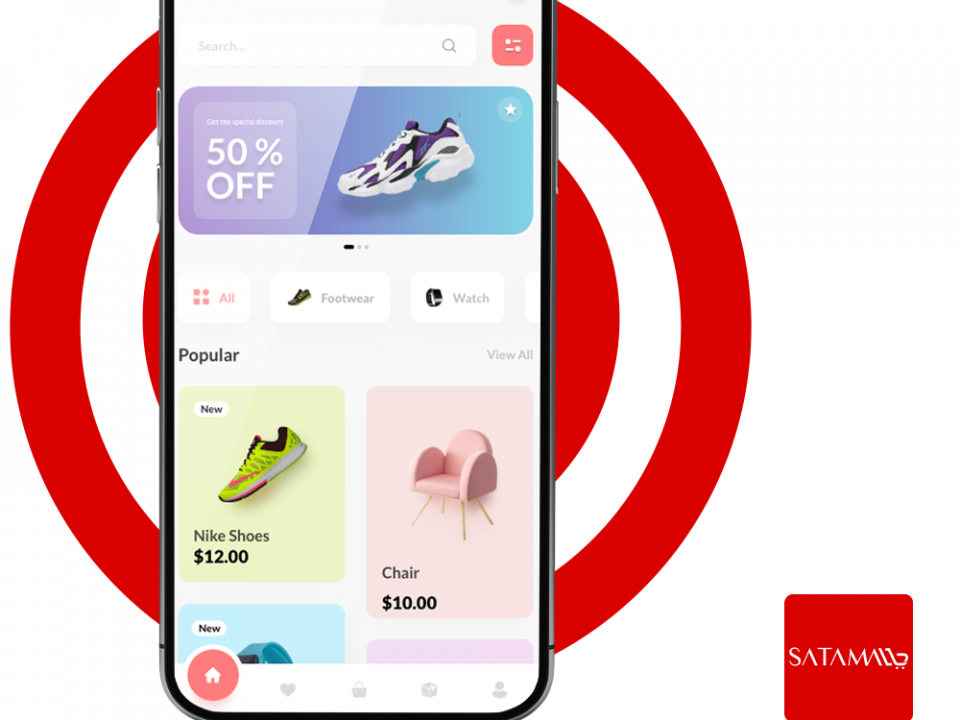 Search...
Get the special discount
50 %
OFF
All
Footwear
Watch
Popular
View All
New
Nike Shoes
$12.00
Chair
$10.00
New
SATAMALL